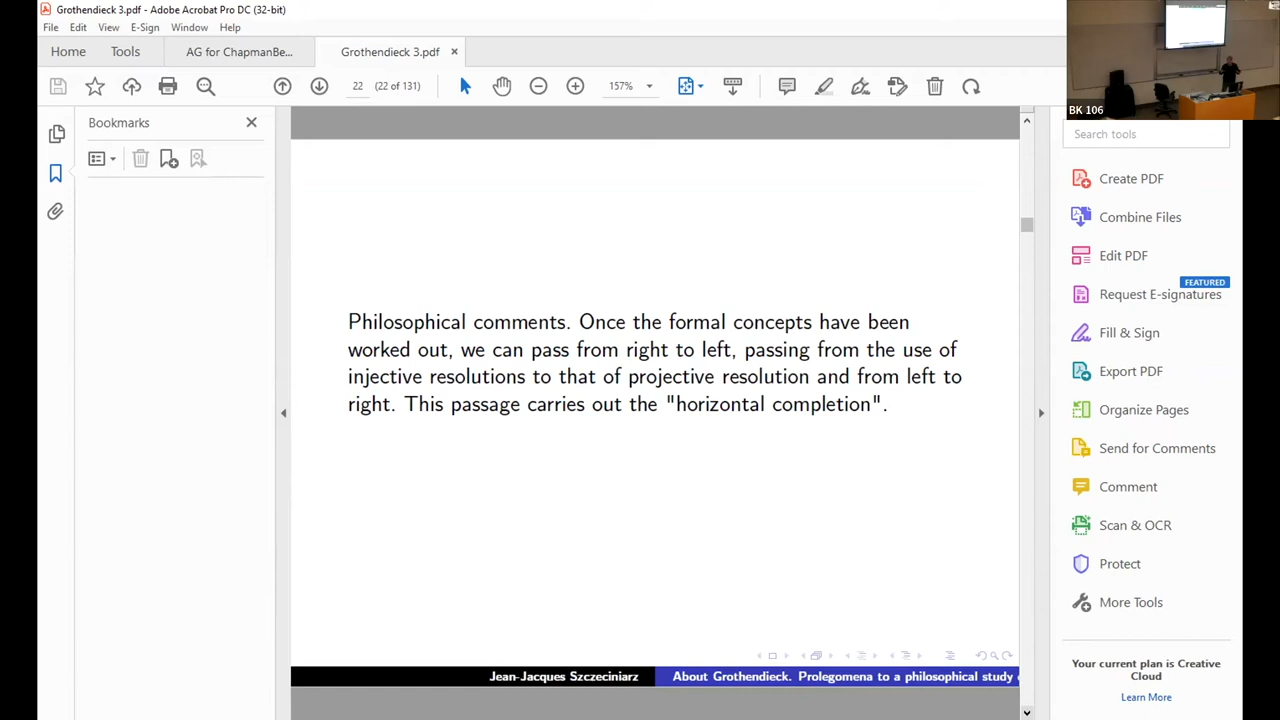 Grothendieck 3.pdf - Adobe Acrobat Pro DC (32-bit)
File Edit View E-Sign Window Help
Home Tools AG for ChapmanBe... Grothendieck 3.pdf
22 (22 of 131) 157%
BK 106
Bookmarks
Search tools
Create PDF
Combine Files
Edit PDF
FEATURED
Request E-signatures
Fill & Sign
Export PDF
Organize Pages
Send for Comments
Comment
Scan & OCR
Protect
More Tools
Your current plan is Creative
Cloud
Learn More
Philosophical comments. Once the formal concepts have been
worked out, we can pass from right to left, passing from the use of
injective resolutions to that of projective resolution and from left to
right. This passage carries out the "horizontal completion".
Jean-Jacques Szczeciniarz About Grothendieck. Prolegomena to a philosophical study